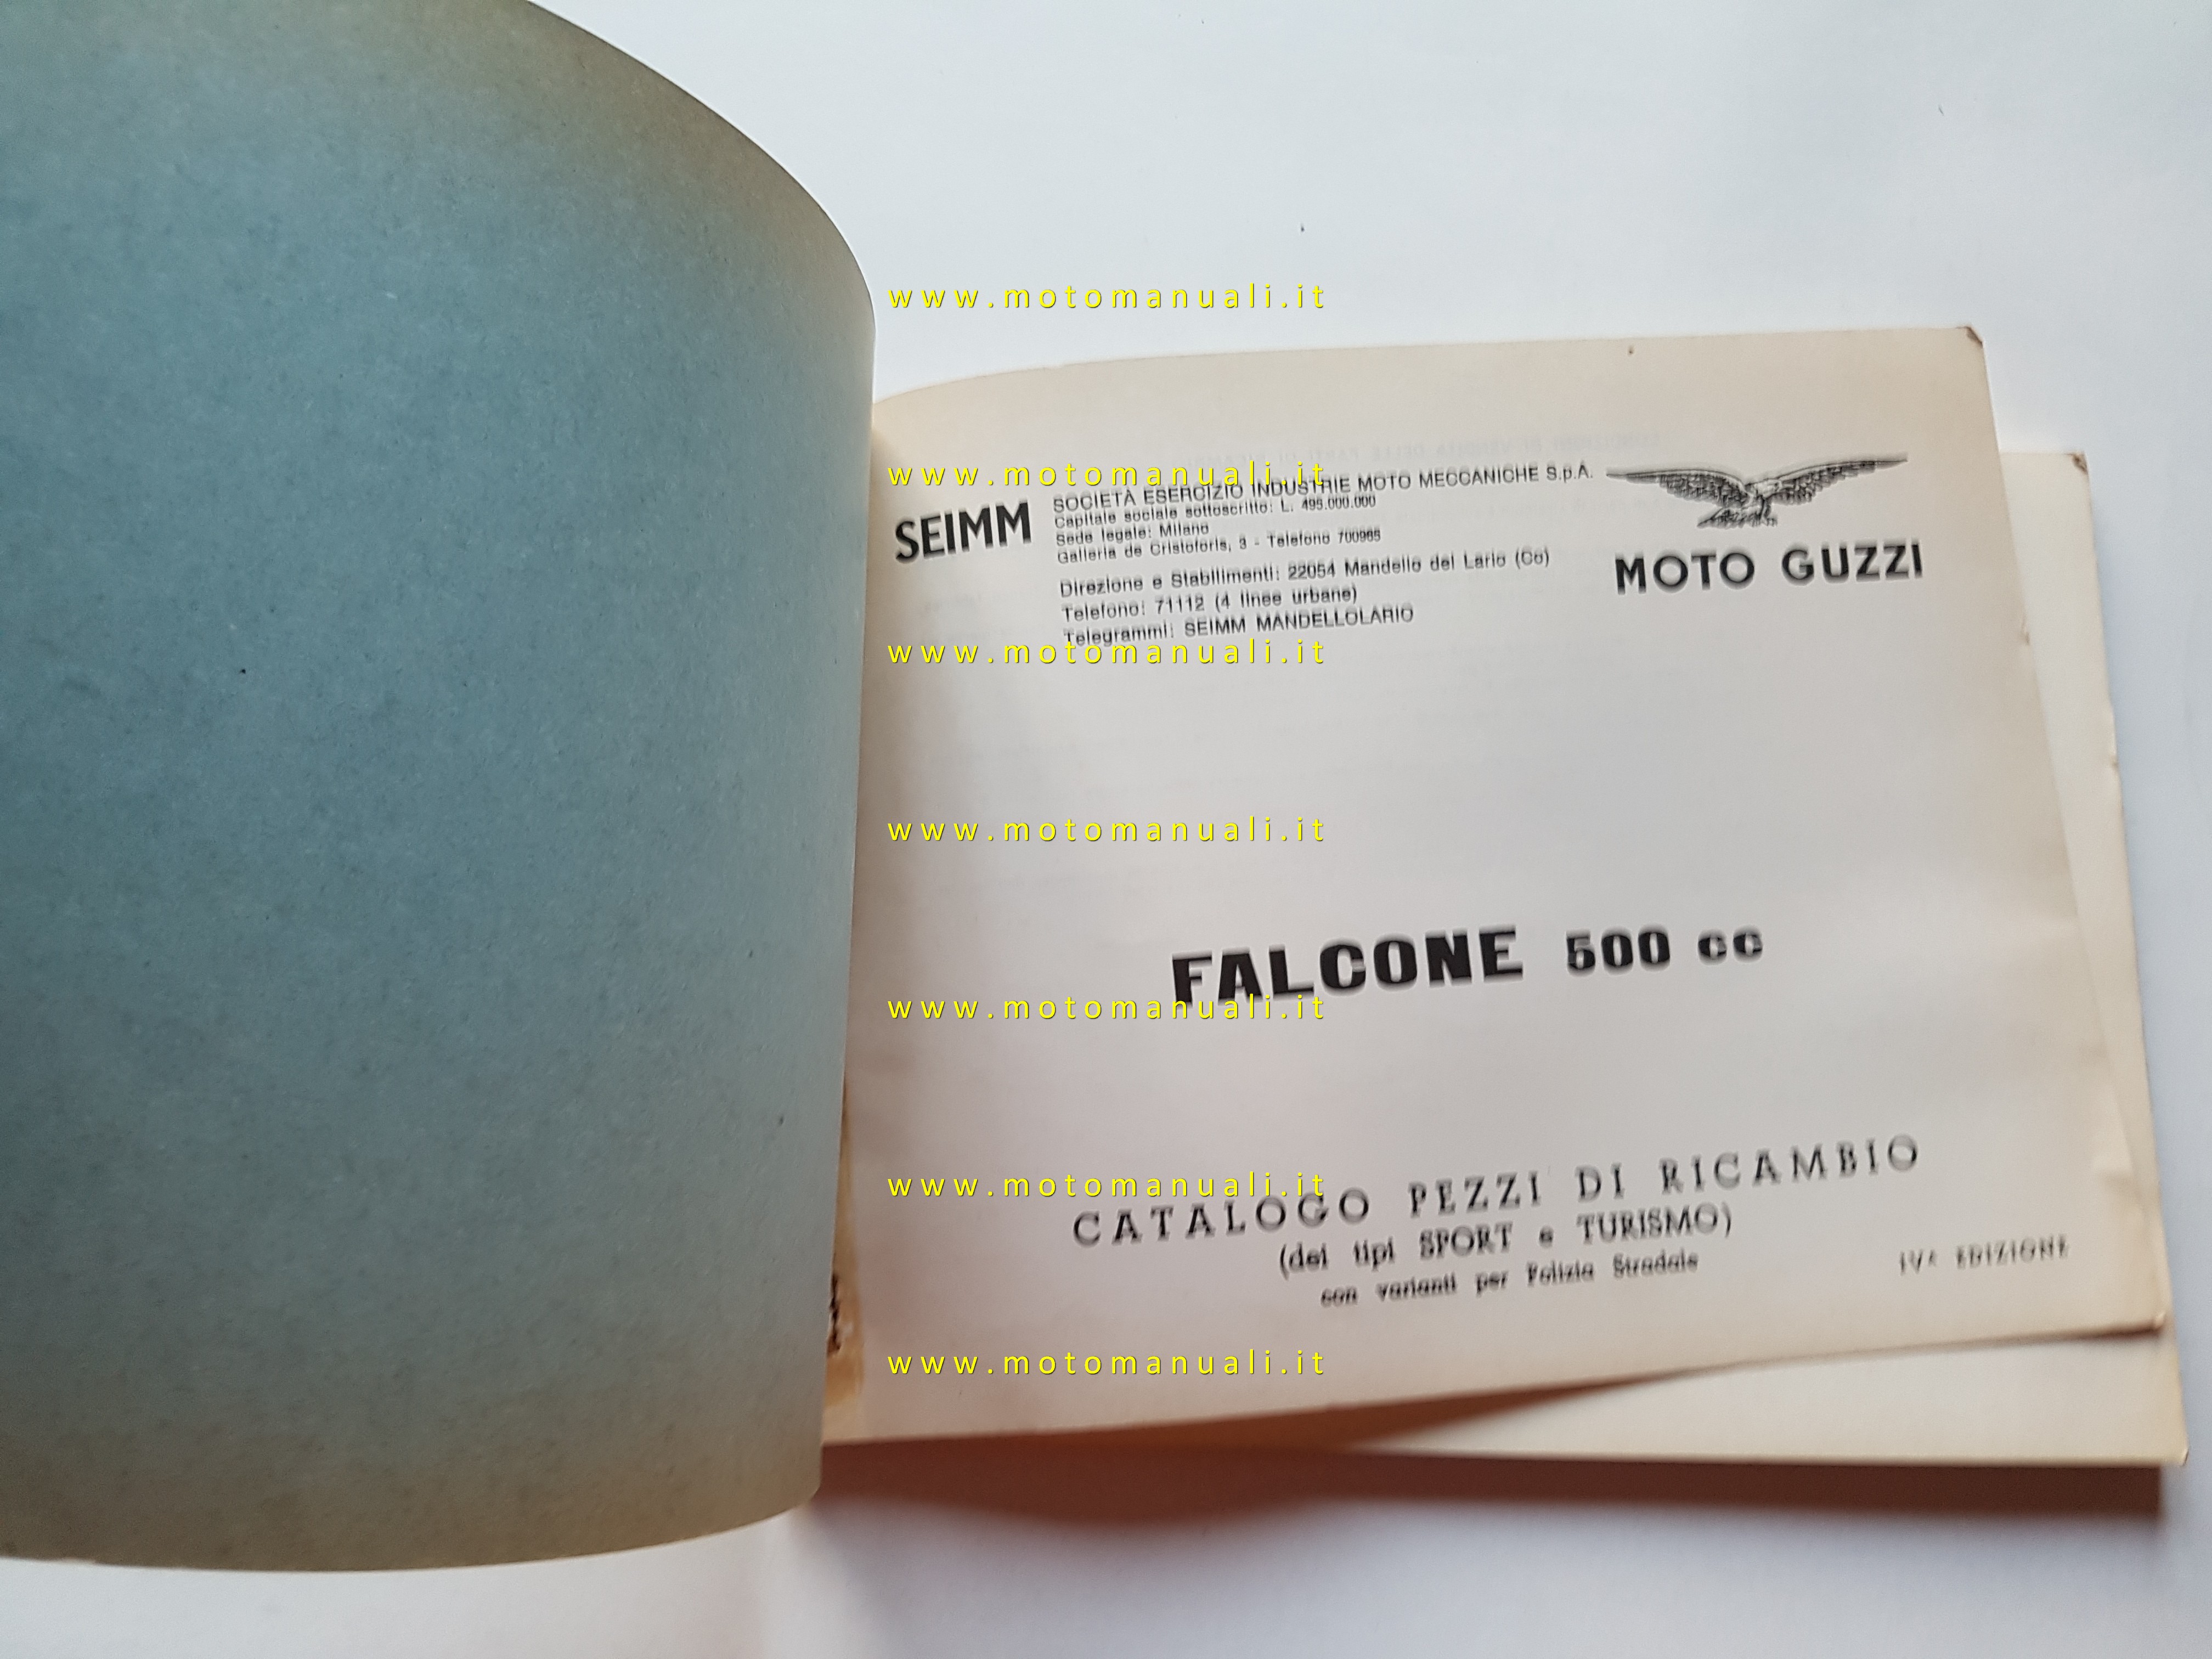 www.motomanuali.it
www.motomanuali.it
SEIMM
SOCIETÀ ESERCIZIO INDUSTRIE MOTO MECCANICHE S.p.A.
Capitale sociale sottoscritto: L. 495.000.000
Sede legale: Milano
Galleria de Cristoforis, 3 - Telefono 700965
Direzione e Stabilimenti: 22054 Mandello del Lario (Co)
Telefono: 71112 (4 linee urbane)
Telegrammi: SEIMM MANDELLOLARIO
MOTO GUZZI
www.motomanuali.it
www.motomanuali.it
FALCONE 500 cc
www.motomanuali.it
www.motomanuali.it
CATALOGO PEZZI DI RICAMBIO
(dei tipi SPORT e TURISMO)
con varianti per Polizia Stradale
IVA EDIZIONE
www.motomanuali.it